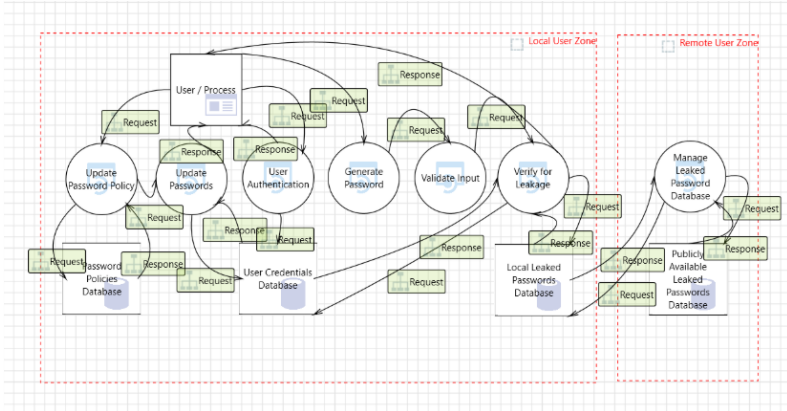 Local User Zone
Remote User Zone
Response
User / Process
Request
Request
Request
Request
Request
Response
Response
Update
Password Policy
Update
Passwords
User
Authentication
Generate
Password
Validate Input
Verify for
Leakage
Manage
Leaked
Password
Database
Request
Request
Request
Response
Request
Response
Response
Response
Request
Response
Request
Request
Response
Request
Password
Policies
Database
User Credentials
Database
Local Leaked
Passwords
Database
Publicly
Available
Leaked
Passwords
Database